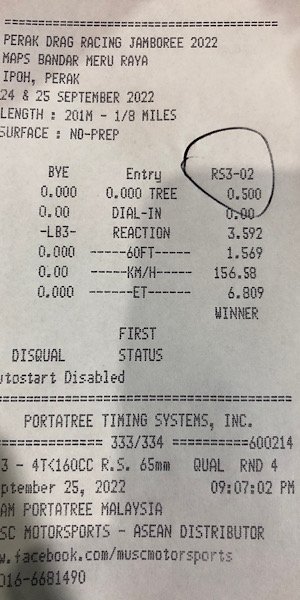 PERAK DRAG RACING JAMBOREE 2022
MAPS BANDAR MERU RAYA
IPOH, PERAK
24 & 25 SEPTEMBER 2022
LENGTH : 201M - 1/8 MILES
SURFACE : NO-PREP
BYE Entry RS3-02
0.000 0.000 TREE 0.500
0.00 DIAL-IN 0.00
-LB3- REACTION 3.592
0.000 ------60FT------ 1.569
0.00 ------KM/H------ 156.58
0.000 -------ET------- 6.809
WINNER
FIRST
DISQUAL STATUS
utostart Disabled
PORTATREE TIMING SYSTEMS, INC.
=============== 333/334 ===========600214
3 - 4T<160CC R.S. 65mm QUAL RND 4
ptember 25, 2022 09:07:02 PM
AM PORTATREE MALAYSIA
SC MOTORSPORTS - ASEAN DISTRIBUTOR
w.facebook.com/muscmotorsports
016-6681490